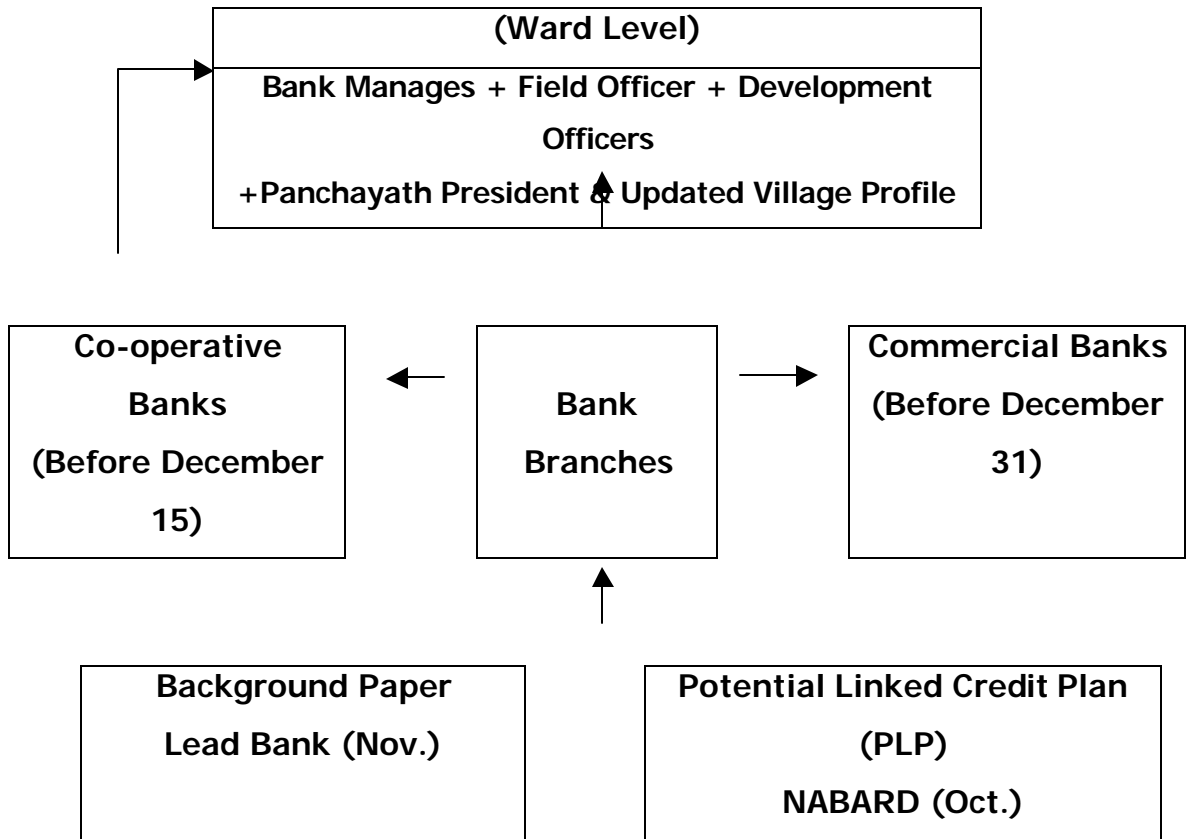 (Ward Level)
Bank Manages + Field Officer + Development
Officers
+Panchayath President & Updated Village Profile
Co-operative
Banks
(Before December
15)
Bank
Branches
Commercial Banks
(Before December
31)
Background Paper
Lead Bank (Nov.)
Potential Linked Credit Plan
(PLP)
NABARD (Oct.)